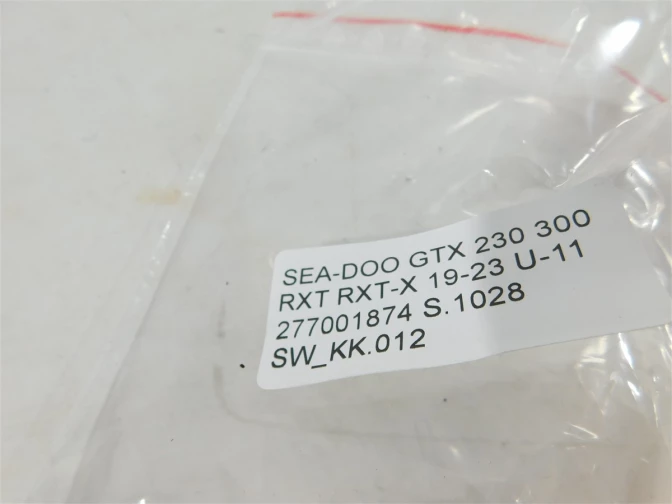 SEA-DOO GTX 230 300
RXT RXT-X 19-23 U-11
277001874 S.1028
SW_KK.012